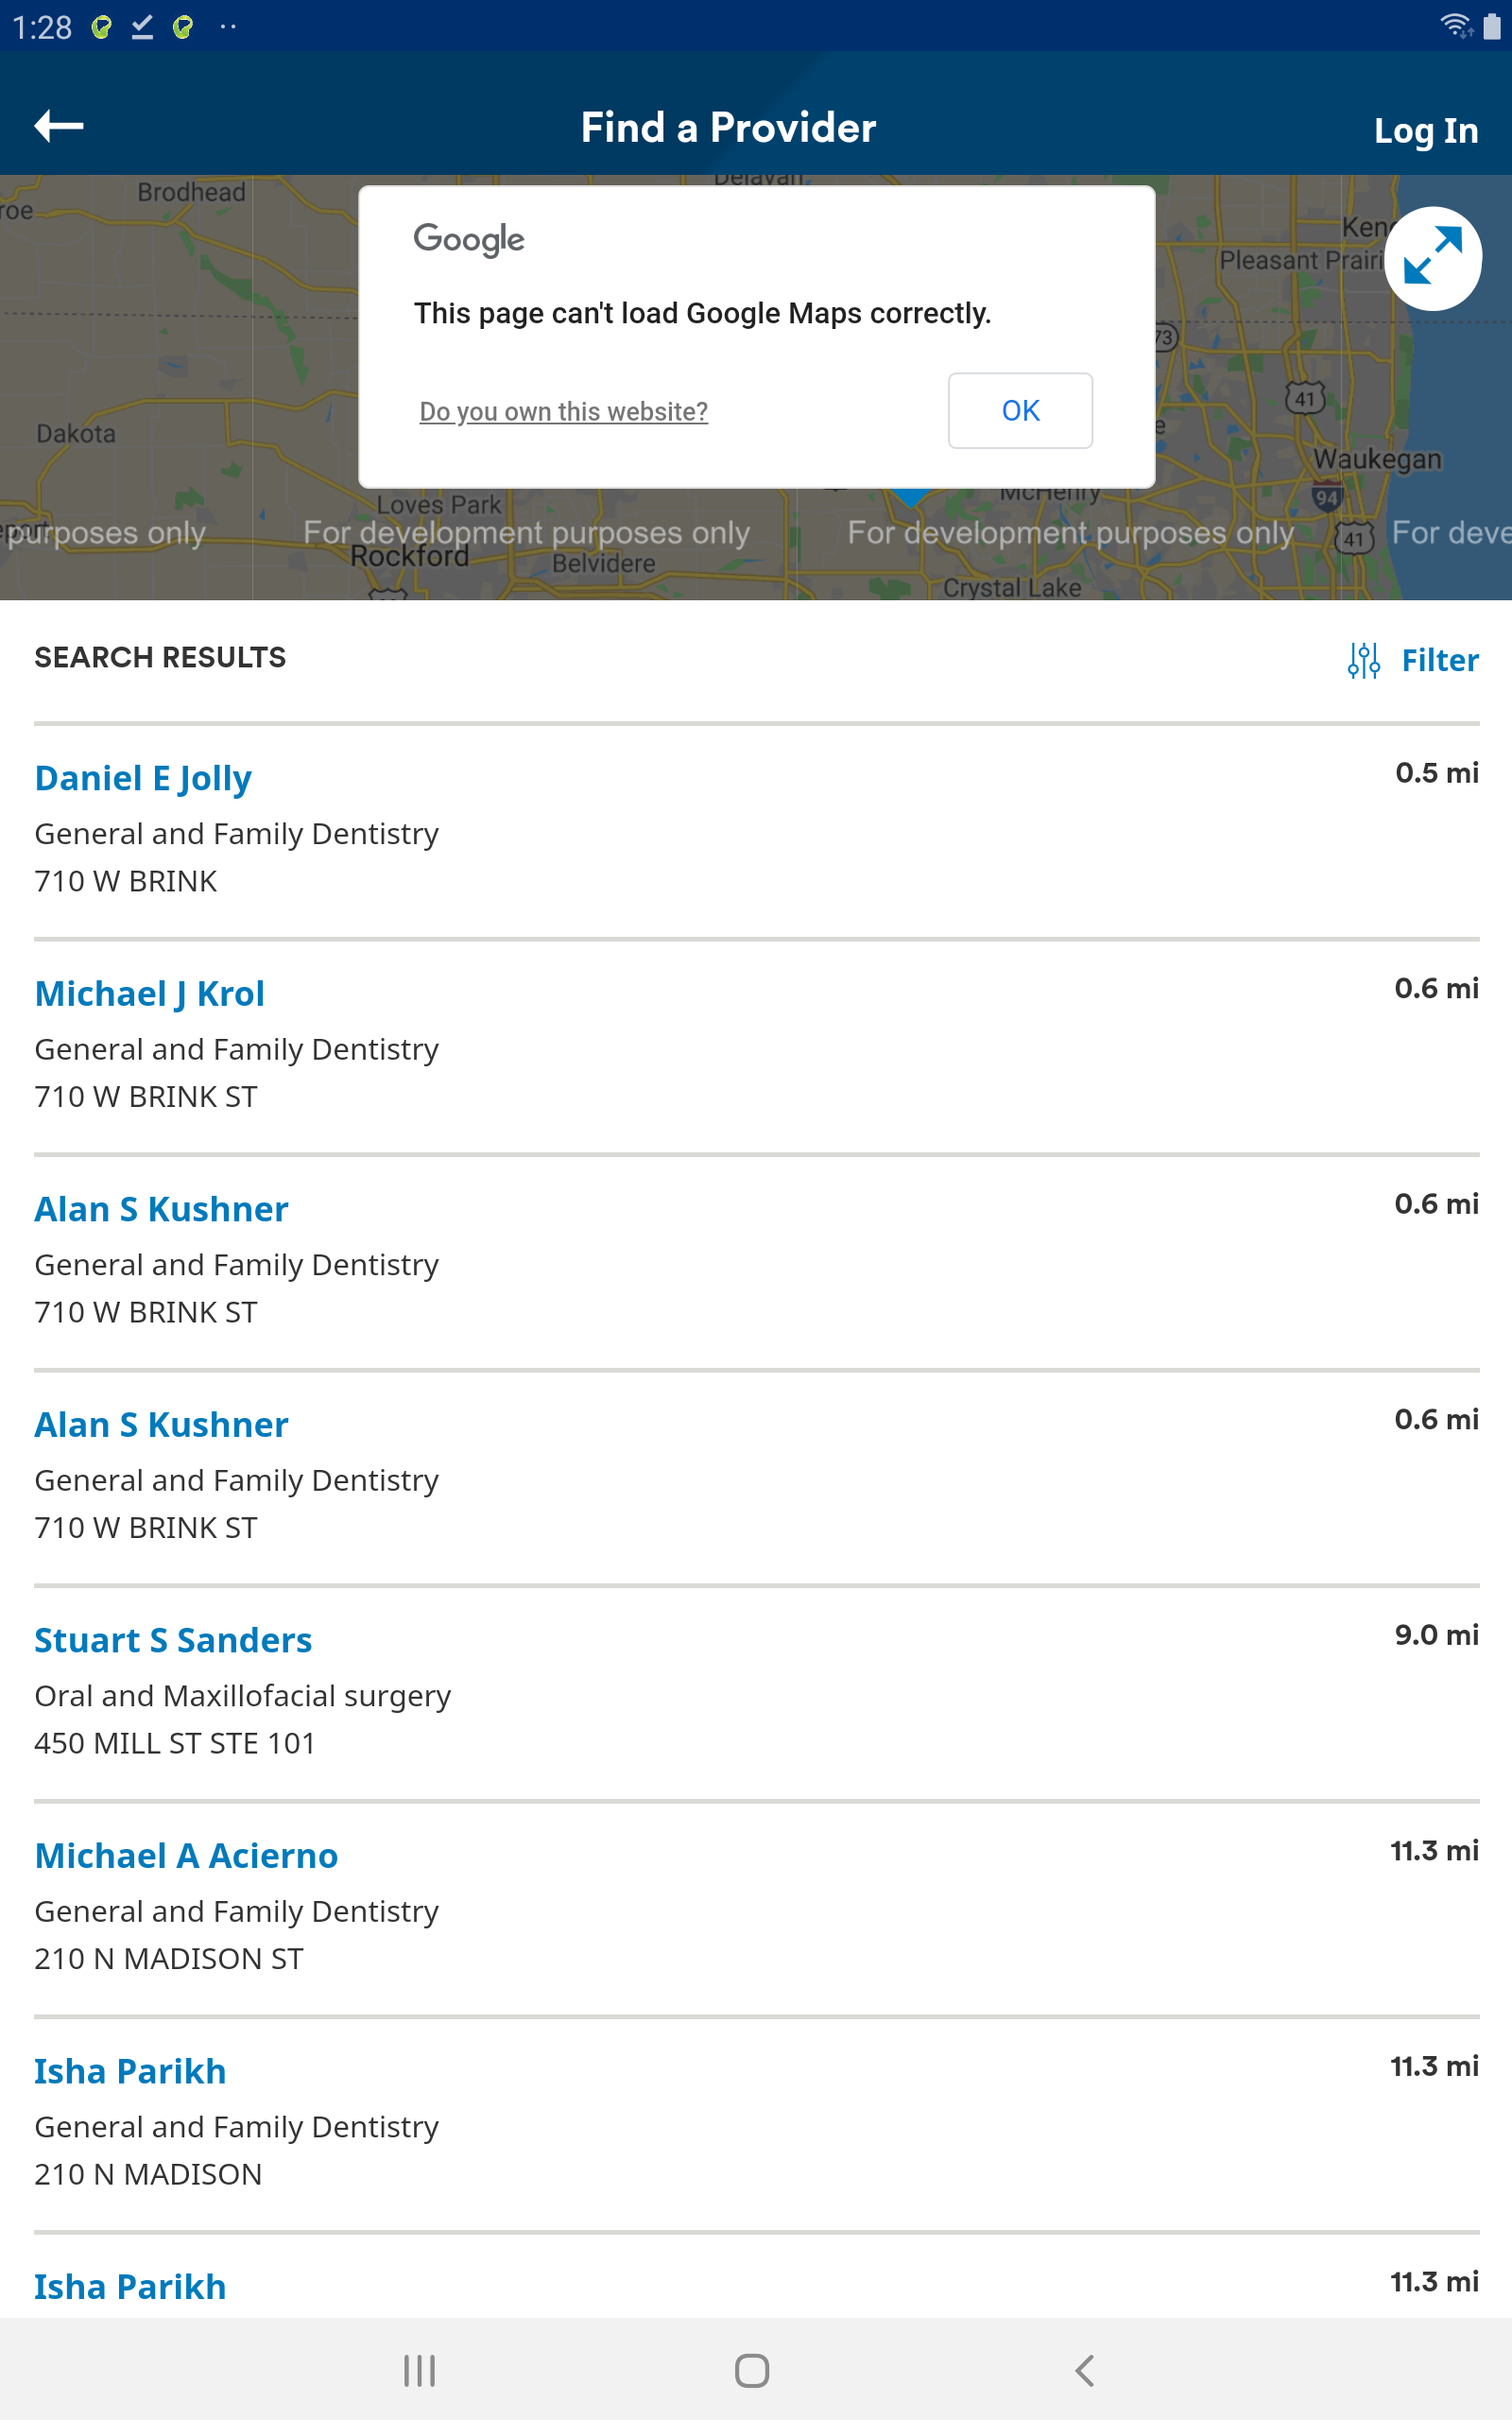 1:28
Find a Provider
Log In
Brodhead
roe
Delavan
Keno
Pleasant Prairi
Google
This page can't load Google Maps correctly.
Do you own this website?
OK
73
41
Dakota
e
Waukegan
94
Loves Park
McHenry
purposes only
For development purposes only
For development purposes only
41
For deve
Rockford
Belvidere
Crystal Lake
SEARCH RESULTS
Filter
Daniel E Jolly
0.5 mi
General and Family Dentistry
710 W BRINK
Michael J Krol
0.6 mi
General and Family Dentistry
710 W BRINK ST
Alan S Kushner
0.6 mi
General and Family Dentistry
710 W BRINK ST
Alan S Kushner
0.6 mi
General and Family Dentistry
710 W BRINK ST
Stuart S Sanders
9.0 mi
Oral and Maxillofacial surgery
450 MILL ST STE 101
Michael A Acierno
11.3 mi
General and Family Dentistry
210 N MADISON ST
Isha Parikh
11.3 mi
General and Family Dentistry
210 N MADISON
Isha Parikh
11.3 mi